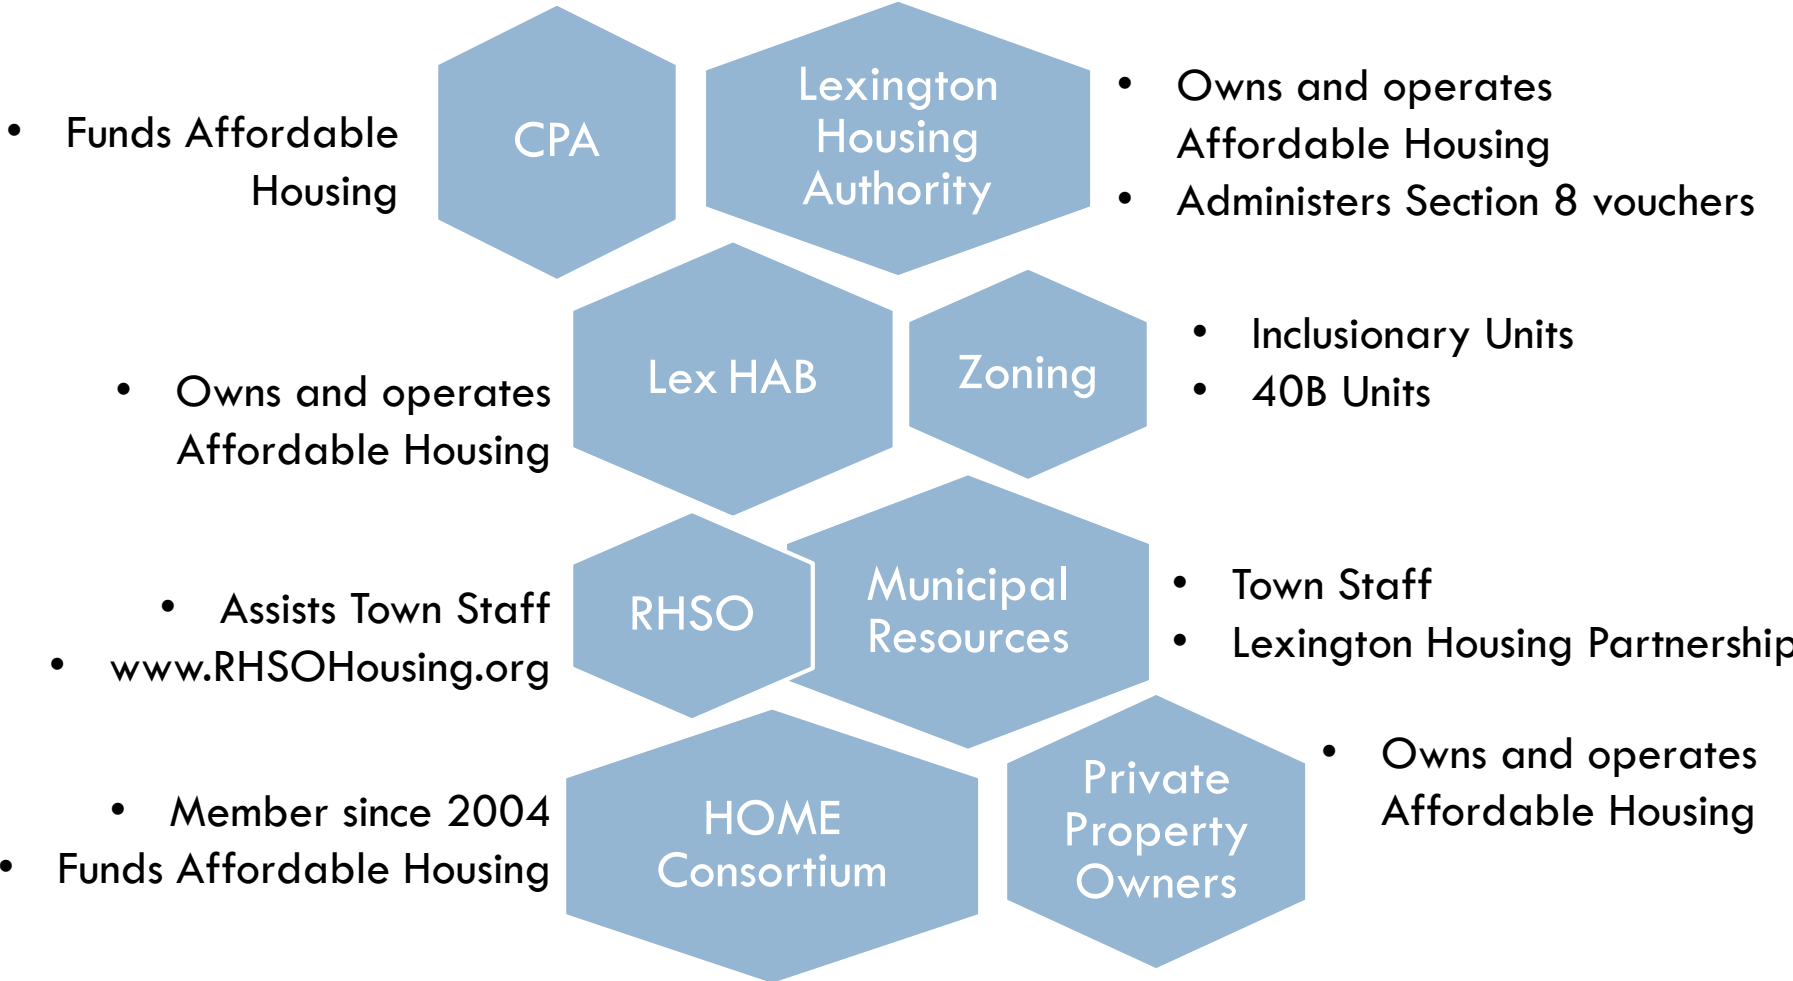 • Funds Affordable
Housing
CPA
Lexington
Housing
Authority
• Owns and operates
Affordable Housing
• Administers Section 8 vouchers
• Owns and operates
Affordable Housing
Lex HAB
Zoning
• Inclusionary Units
• 40B Units
• Assists Town Staff
• www.RHSOHousing.org
RHSO
Municipal
Resources
• Town Staff
• Lexington Housing Partnership
• Member since 2004
• Funds Affordable Housing
HOME
Consortium
Private
Property
Owners
• Owns and operates
Affordable Housing